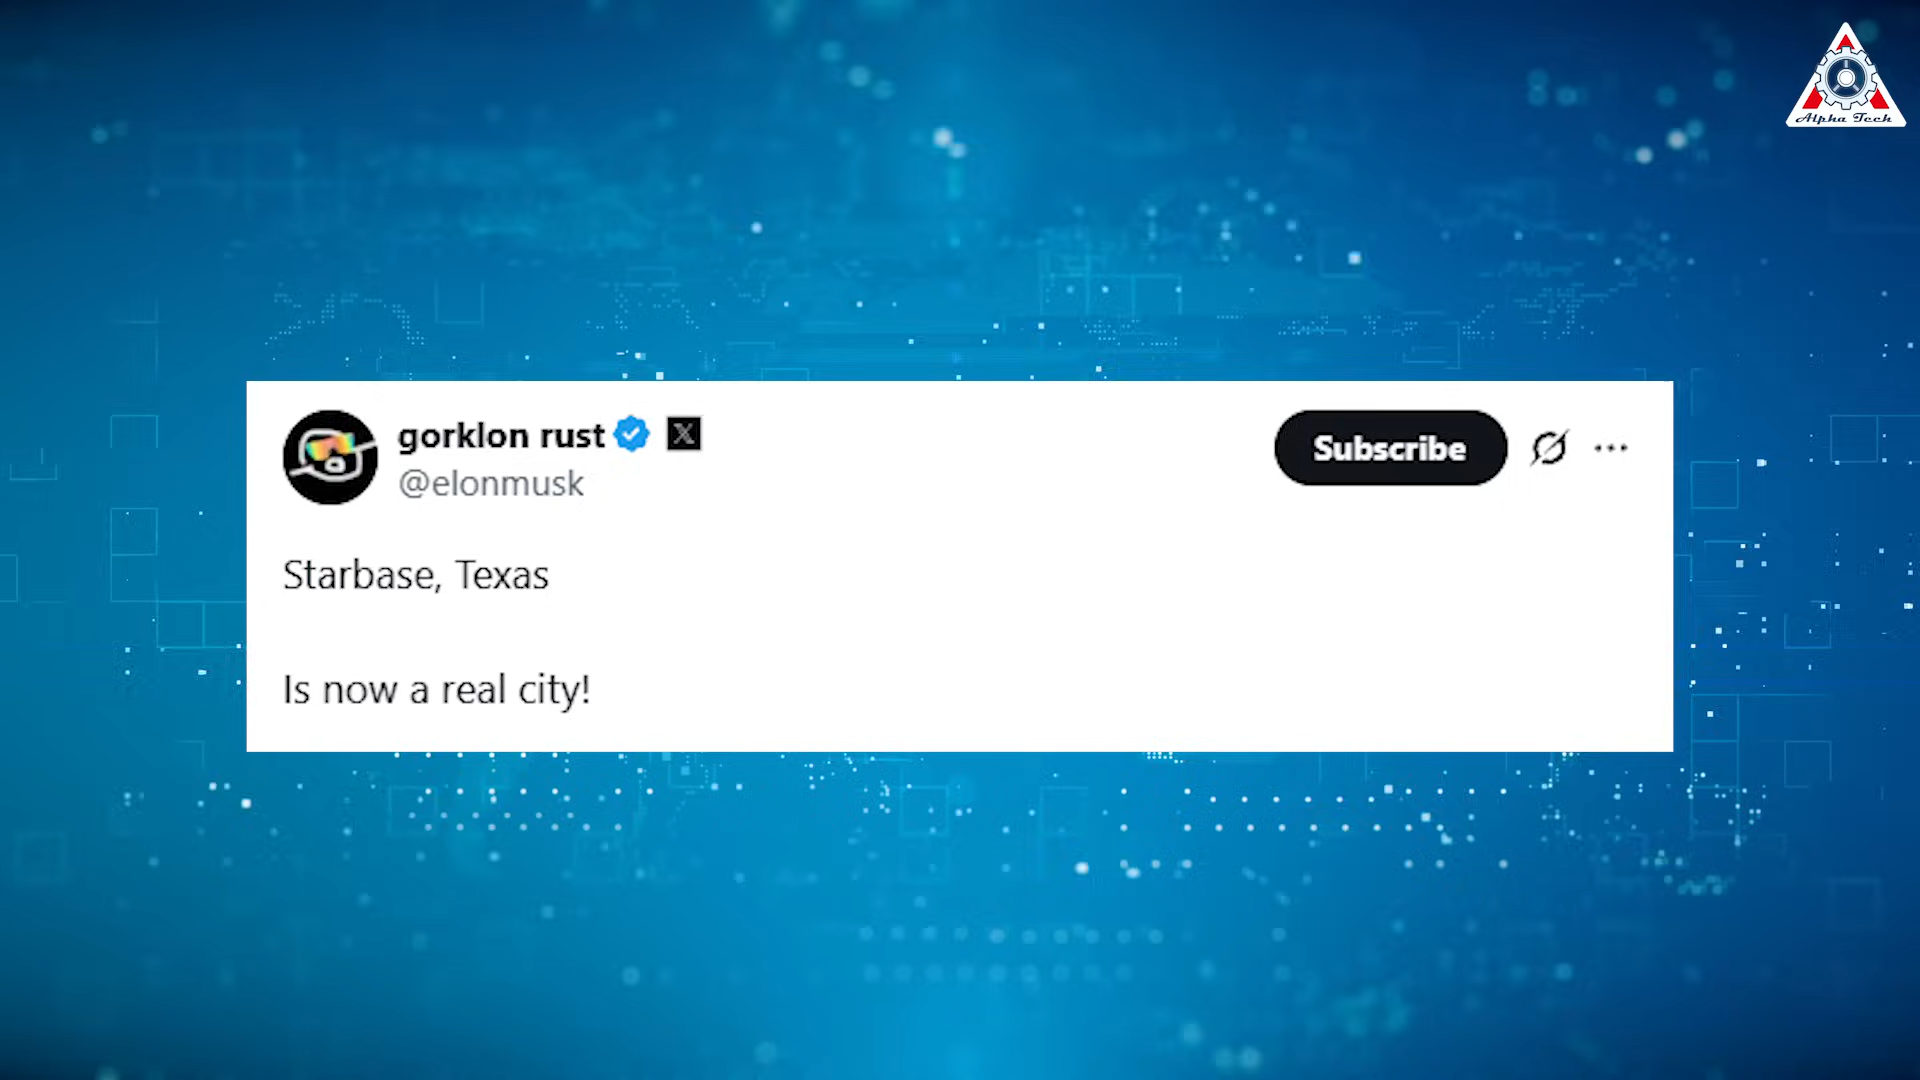 Alpha Tech
gorklon rust
Subscribe
@elonmusk
Starbase, Texas
Is now a real city!